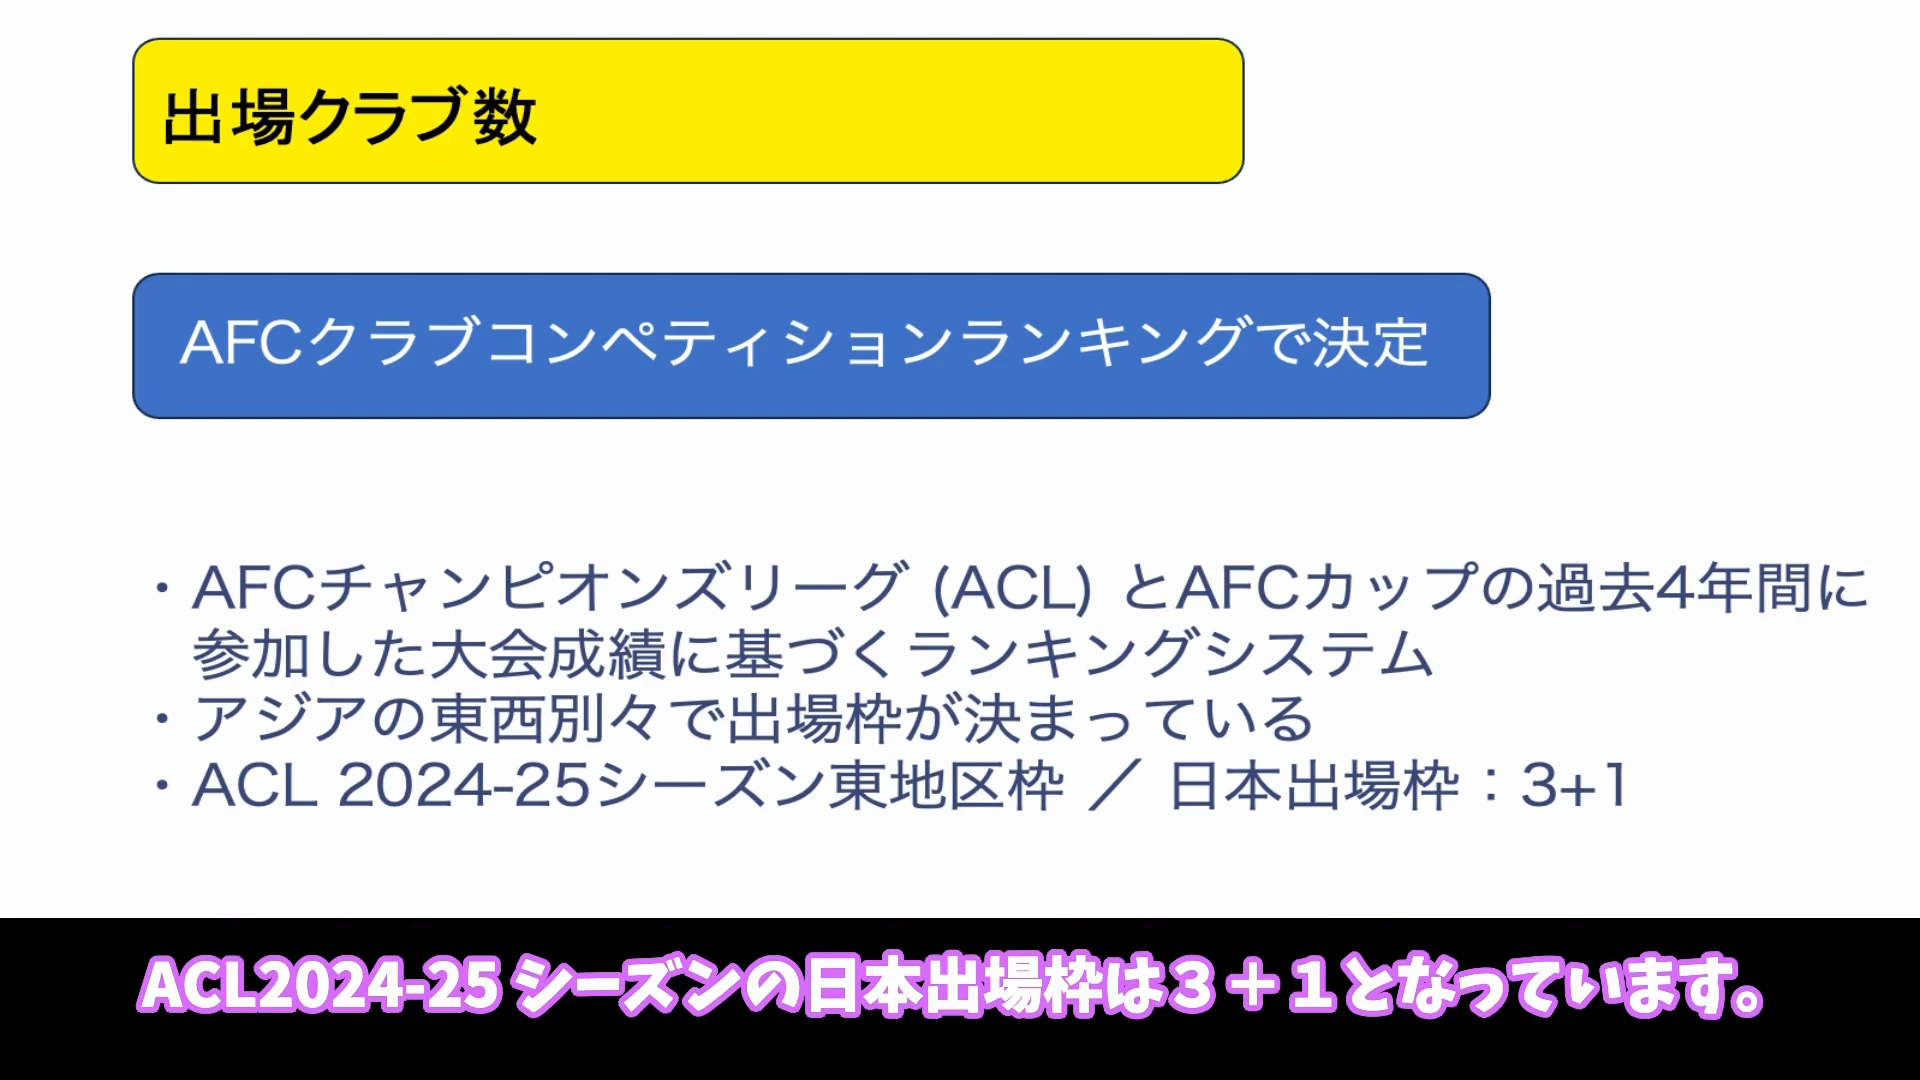 出場クラブ数
AFCクラブコンペティションランキングで決定
・AFCチャンピオンズリーグ (ACL) とAFCカップの過去4年間に
参加した大会成績に基づくランキングシステム
・アジアの東西別々で出場枠が決まっている
・ACL 2024-25シーズン東地区枠 ／ 日本出場枠：3+1
ACL2024-25 シーズンの日本出場枠は３＋１となっています。